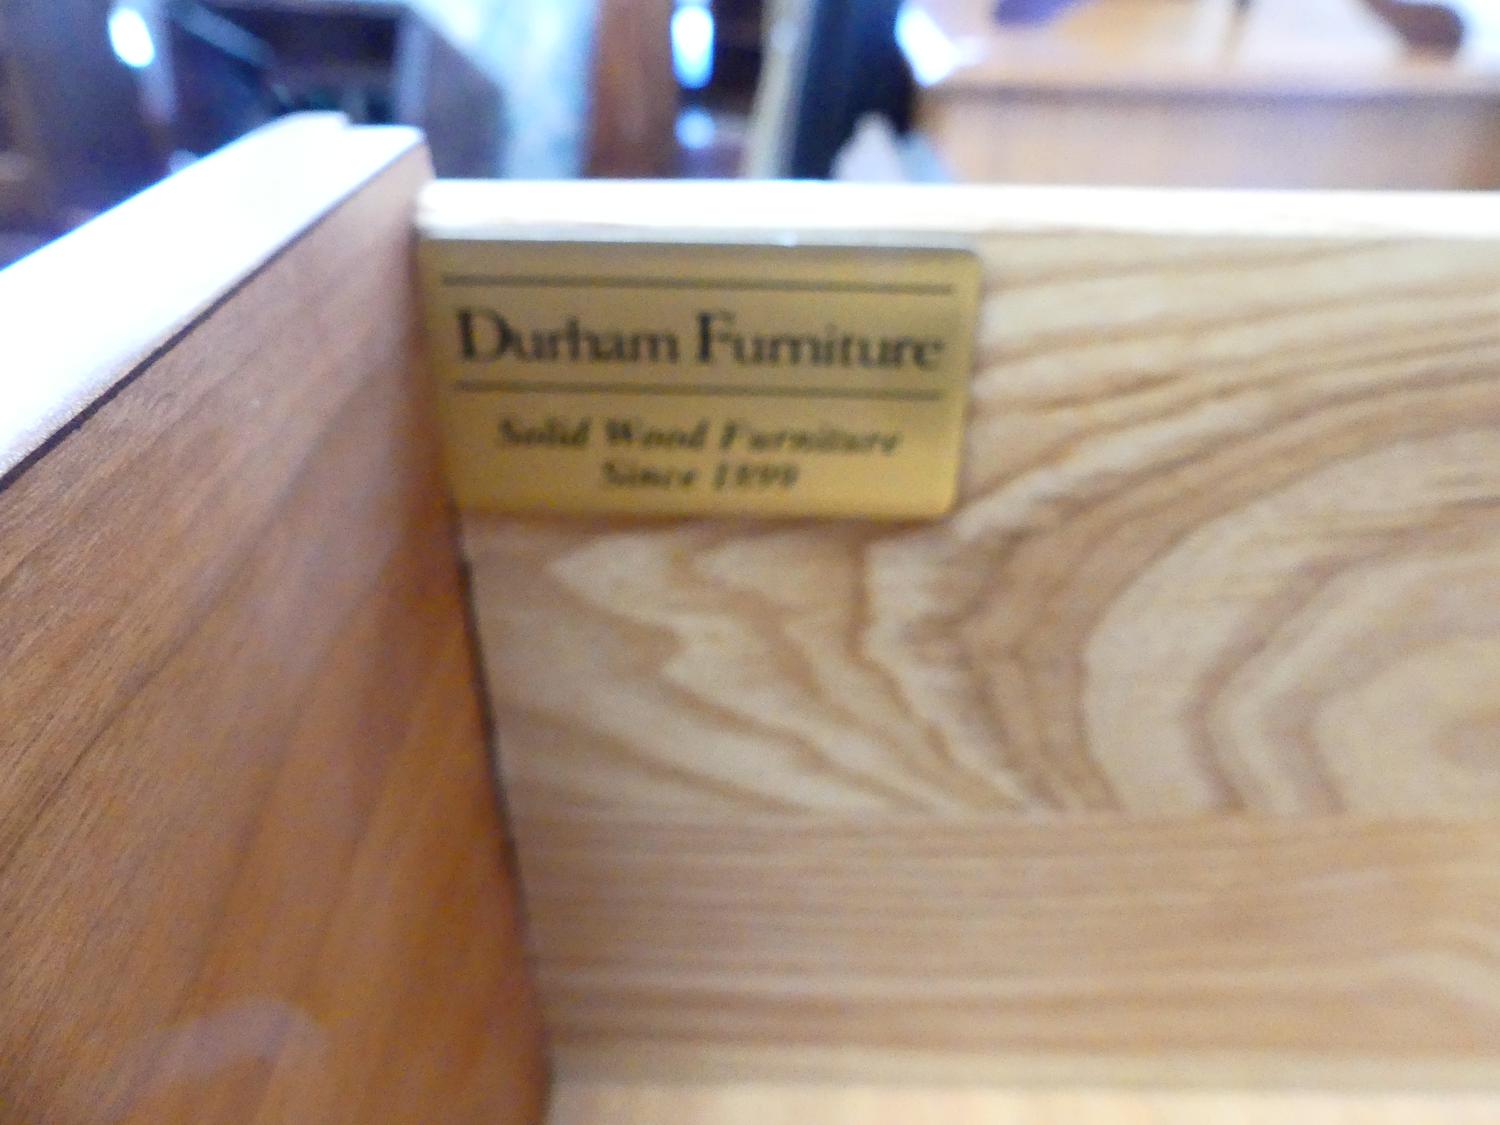 Durham Furniture
Solid Wood Furniture
Since 1899